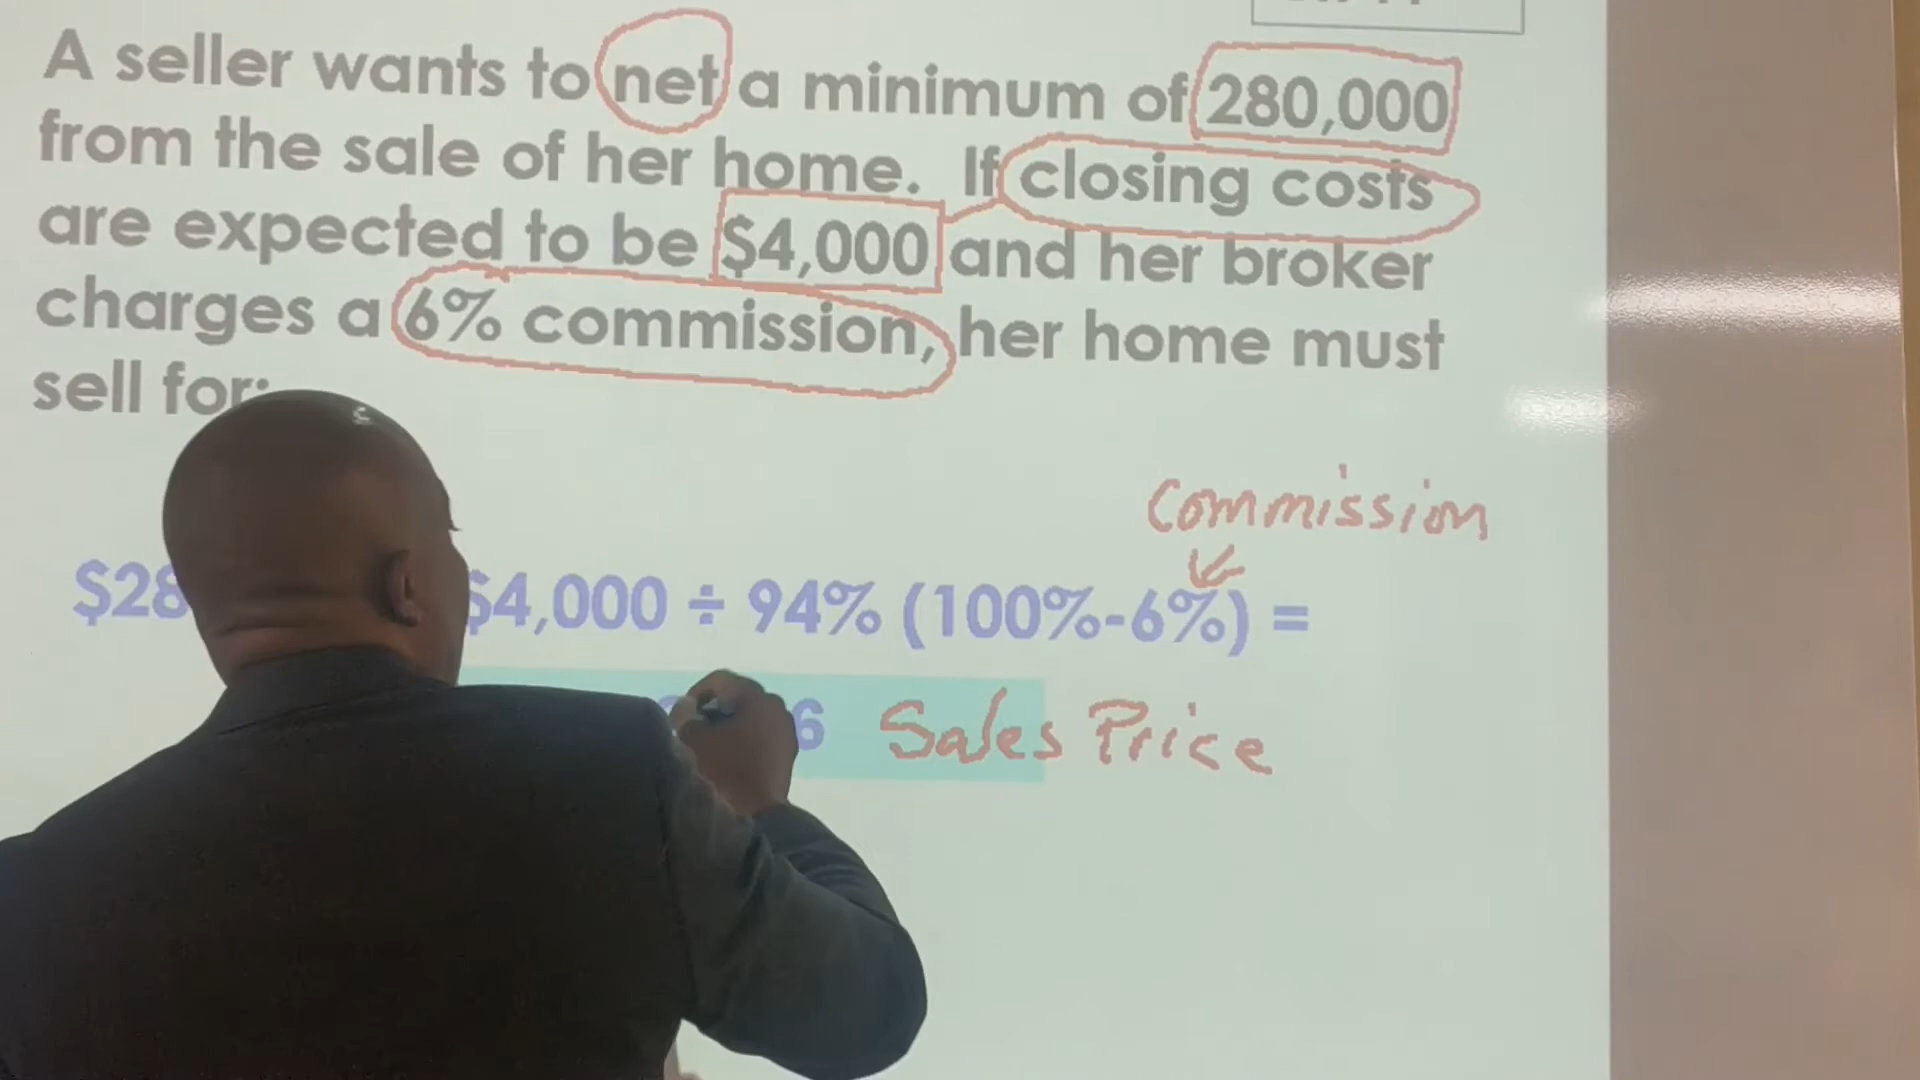 A seller wants to net a minimum of 280,000
from the sale of her home. If closing costs
are expected to be $4,000 and her broker
charges a 6% commission, her home must
sell for:
Commission
$28 $4,000 ÷ 94% (100%-6%) =
6 Sales Price